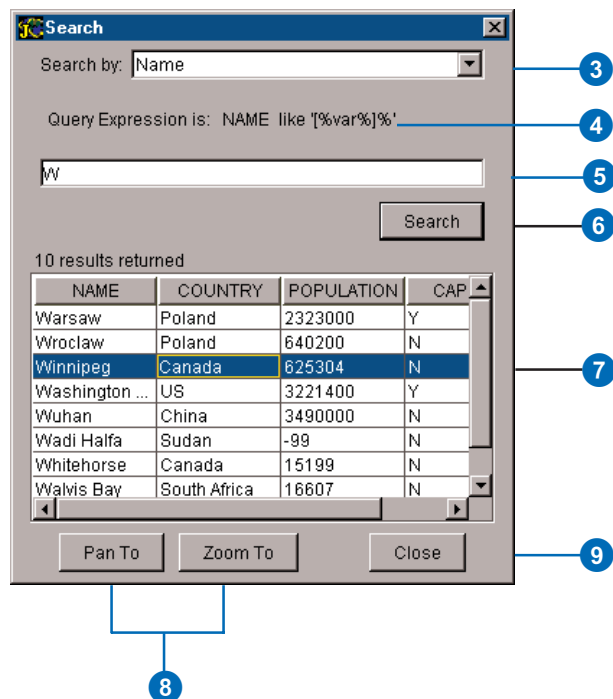 Search
Search by: Name
3
Query Expression is: NAME like '[%var%]%'
4
W
5
Search
6
10 results returned
NAME COUNTRY POPULATION CAP
Warsaw Poland 2323000 Y
Wroclaw Poland 640200 N
Winnipeg Canada 625304 N
7
Washington ... US 3221400 Y
Wuhan China 3490000 N
Wadi Halfa Sudan -99 N
Whitehorse Canada 15199 N
Walvis Bay South Africa 16607 N
Pan To Zoom To Close
9
8